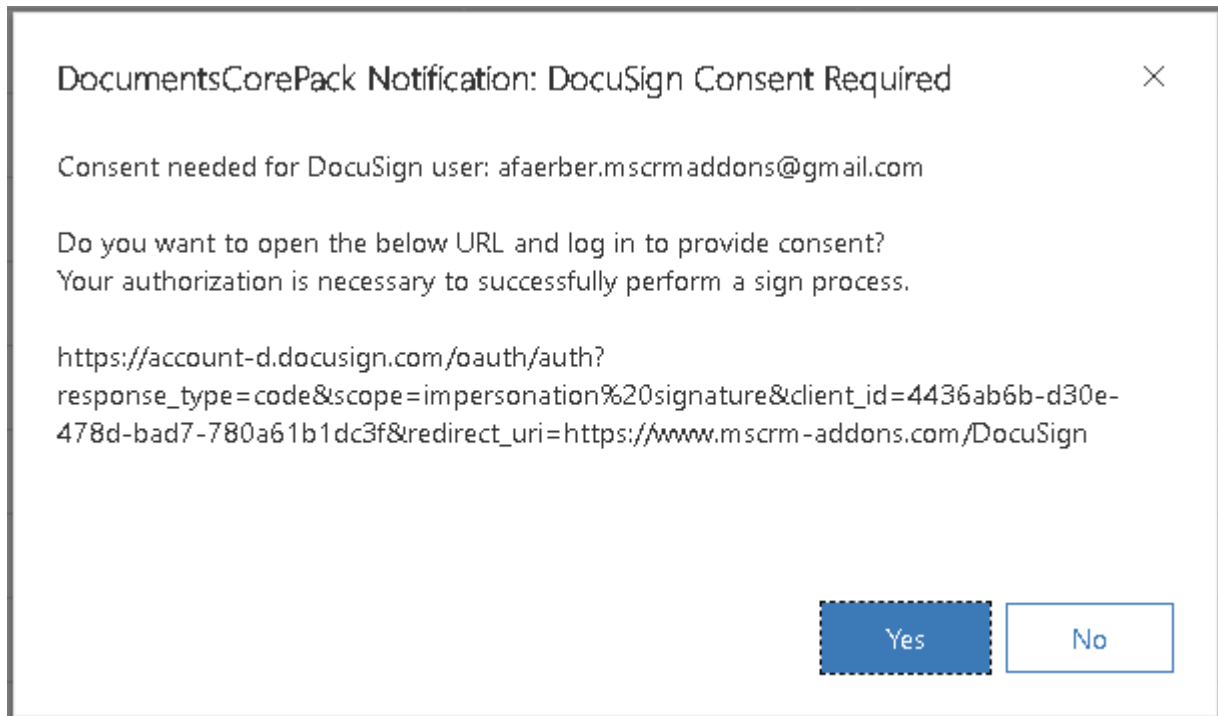 DocumentsCorePack Notification: DocuSign Consent Required
Consent needed for DocuSign user: afaerber.mscrmaddons@gmail.com
Do you want to open the below URL and log in to provide consent?
Your authorization is necessary to successfully perform a sign process.
https://account-d.docusign.com/oauth/auth?
response_type=code&scope=impersonation%20signature&client_id=4436ab6b-d30e-
478d-bad7-780a61b1dc3f&redirect_uri=https://www.mscrm-addons.com/DocuSign
Yes
No